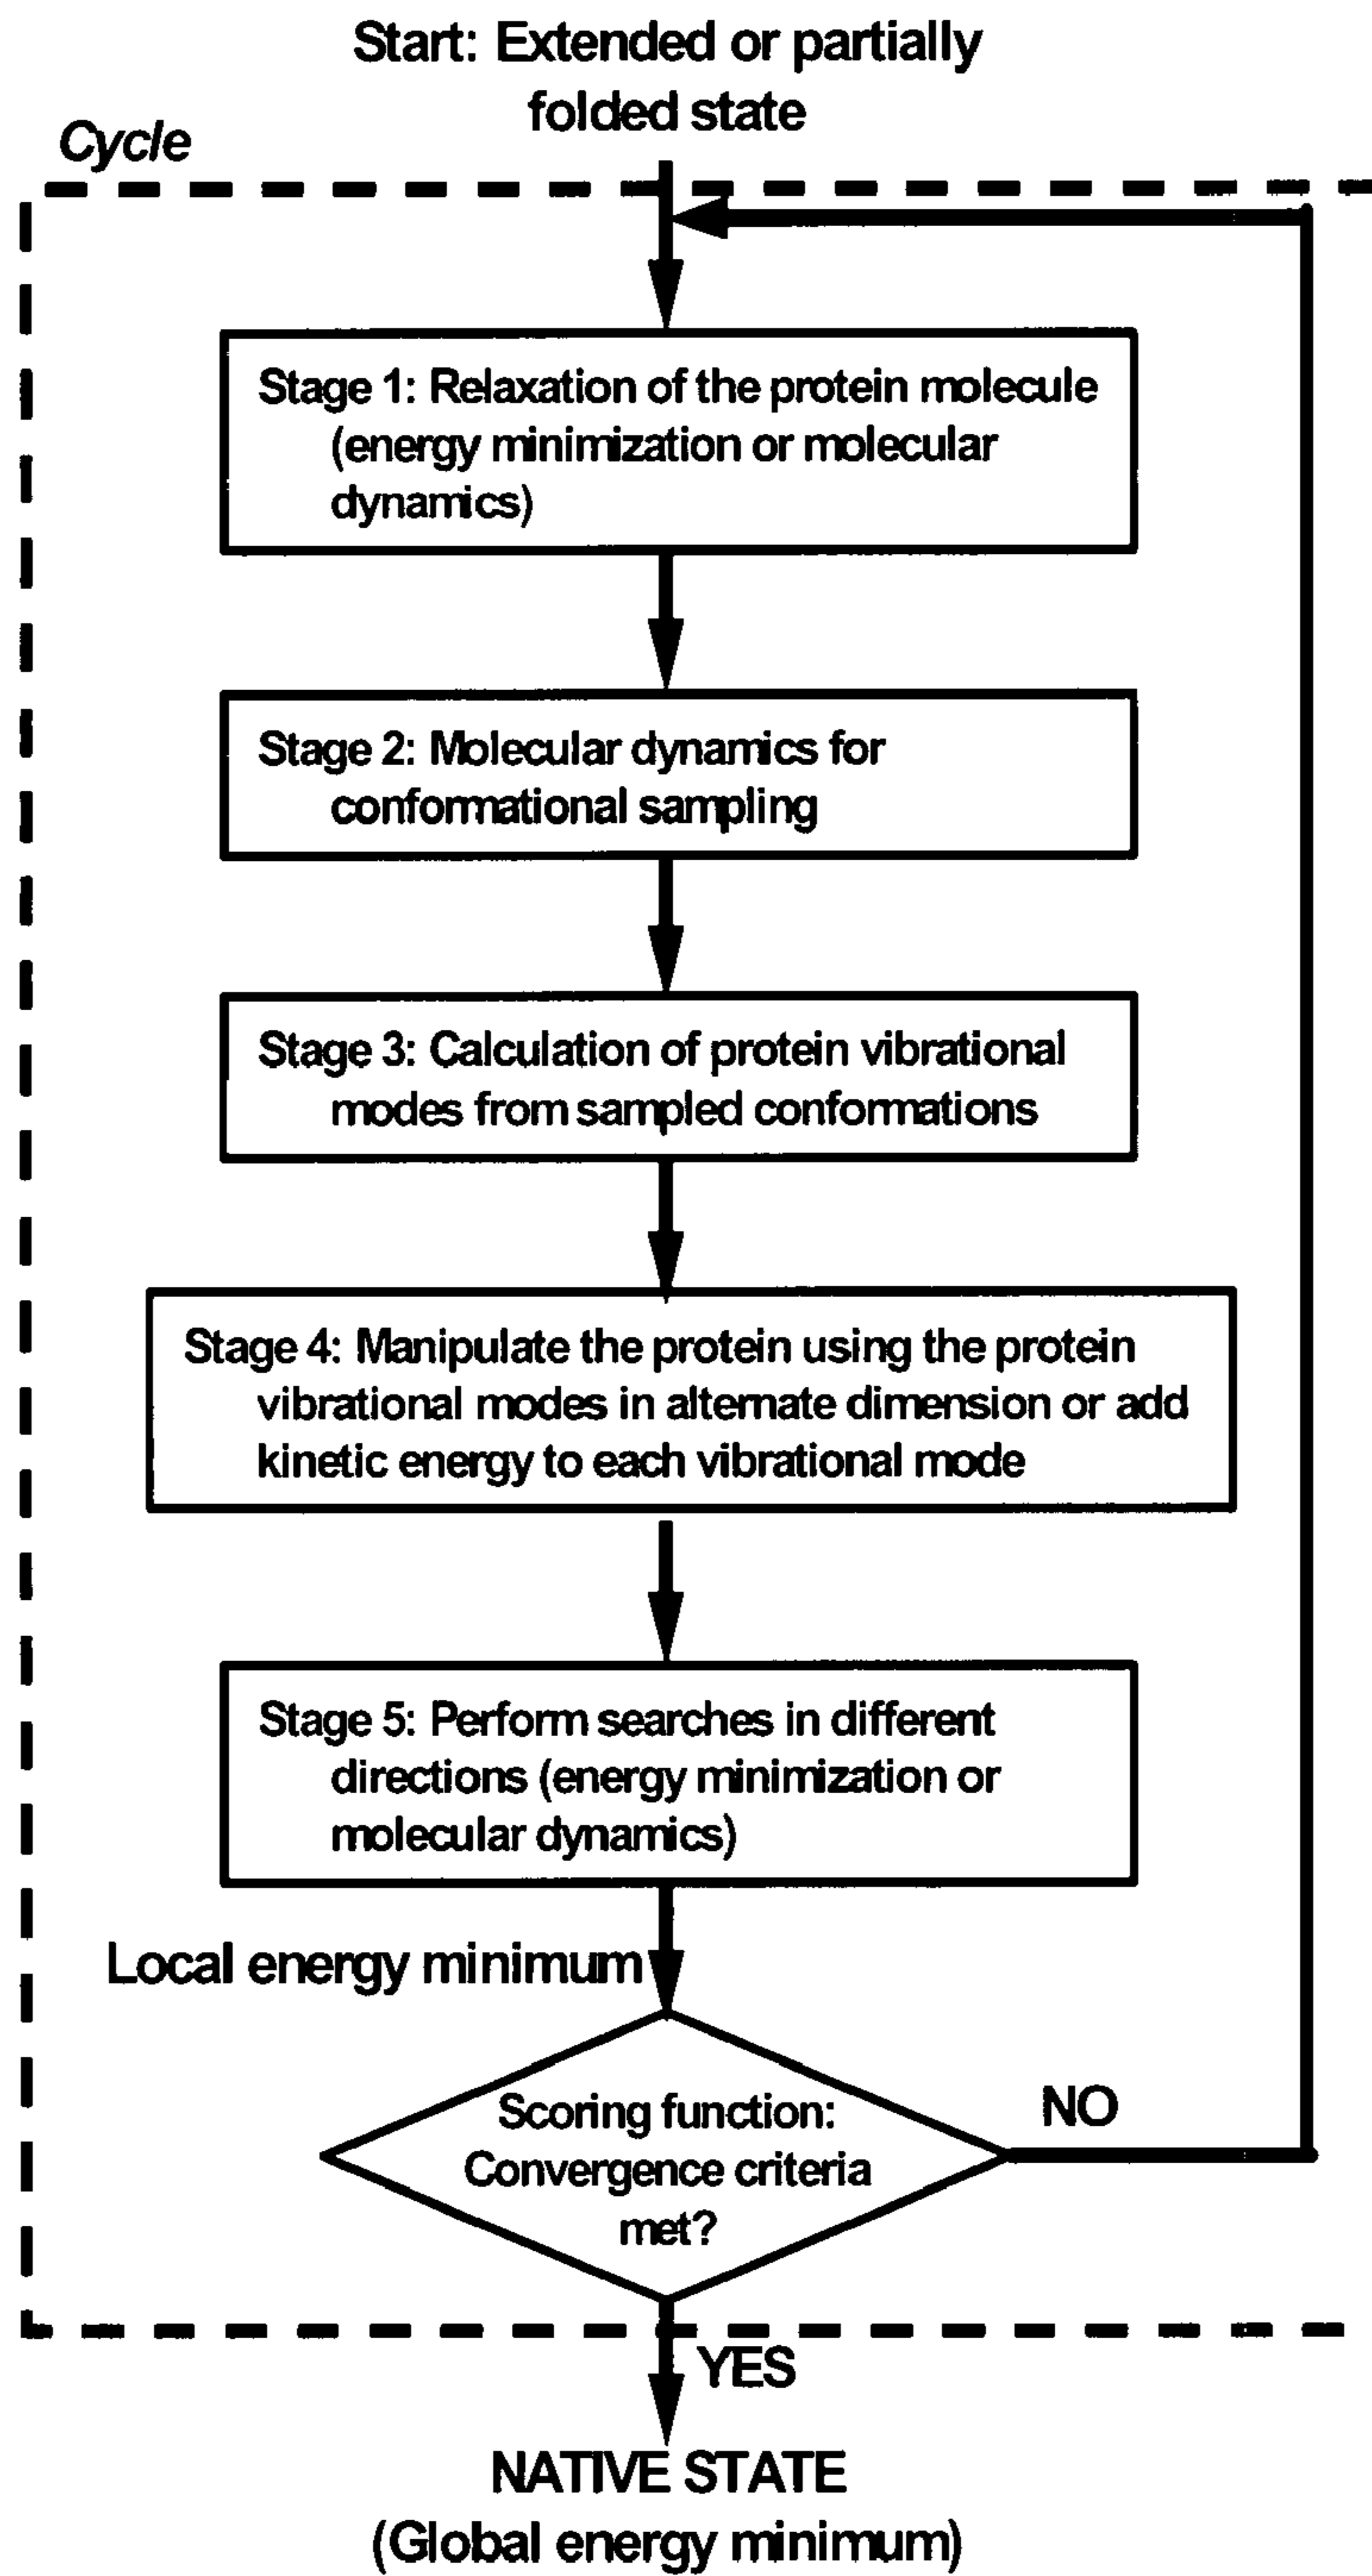 Start: Extended or partially
folded state
Cycle
Stage 1: Relaxation of the protein molecule
(energy minimization or molecular
dynamics)
Stage 2: Molecular dynamics for
conformational sampling
Stage 3: Calculation of protein vibrational
modes from sampled conformations
Stage 4: Manipulate the protein using the protein
vibrational modes in alternate dimension or add
kinetic energy to each vibrational mode
Stage 5: Perform searches in different
directions (energy minimization or
molecular dynamics)
Local energy minimum
Scoring function:
Convergence criteria
met?
NO
YES
NATIVE STATE
(Global energy minimum)